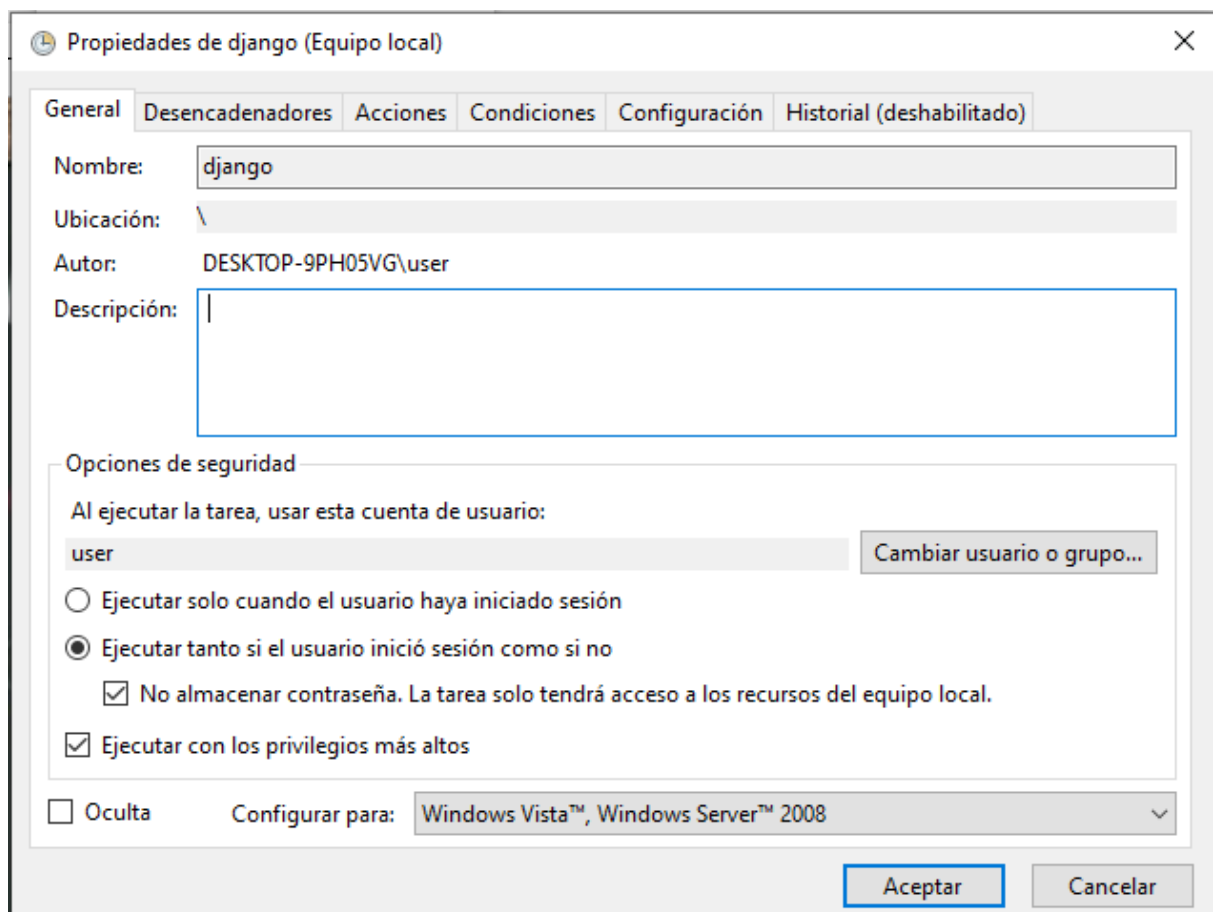 Propiedades de django (Equipo local)
General Desencadenadores Acciones Condiciones Configuración Historial (deshabilitado)
Nombre: django
Ubicación: \
Autor: DESKTOP-9PH05VG\user
Descripción:
Opciones de seguridad
Al ejecutar la tarea, usar esta cuenta de usuario:
user Cambiar usuario o grupo...
Ejecutar solo cuando el usuario haya iniciado sesión
Ejecutar tanto si el usuario inició sesión como si no
No almacenar contraseña. La tarea solo tendrá acceso a los recursos del equipo local.
Ejecutar con los privilegios más altos
Oculta Configurar para: Windows Vista™, Windows Server™ 2008
Aceptar Cancelar